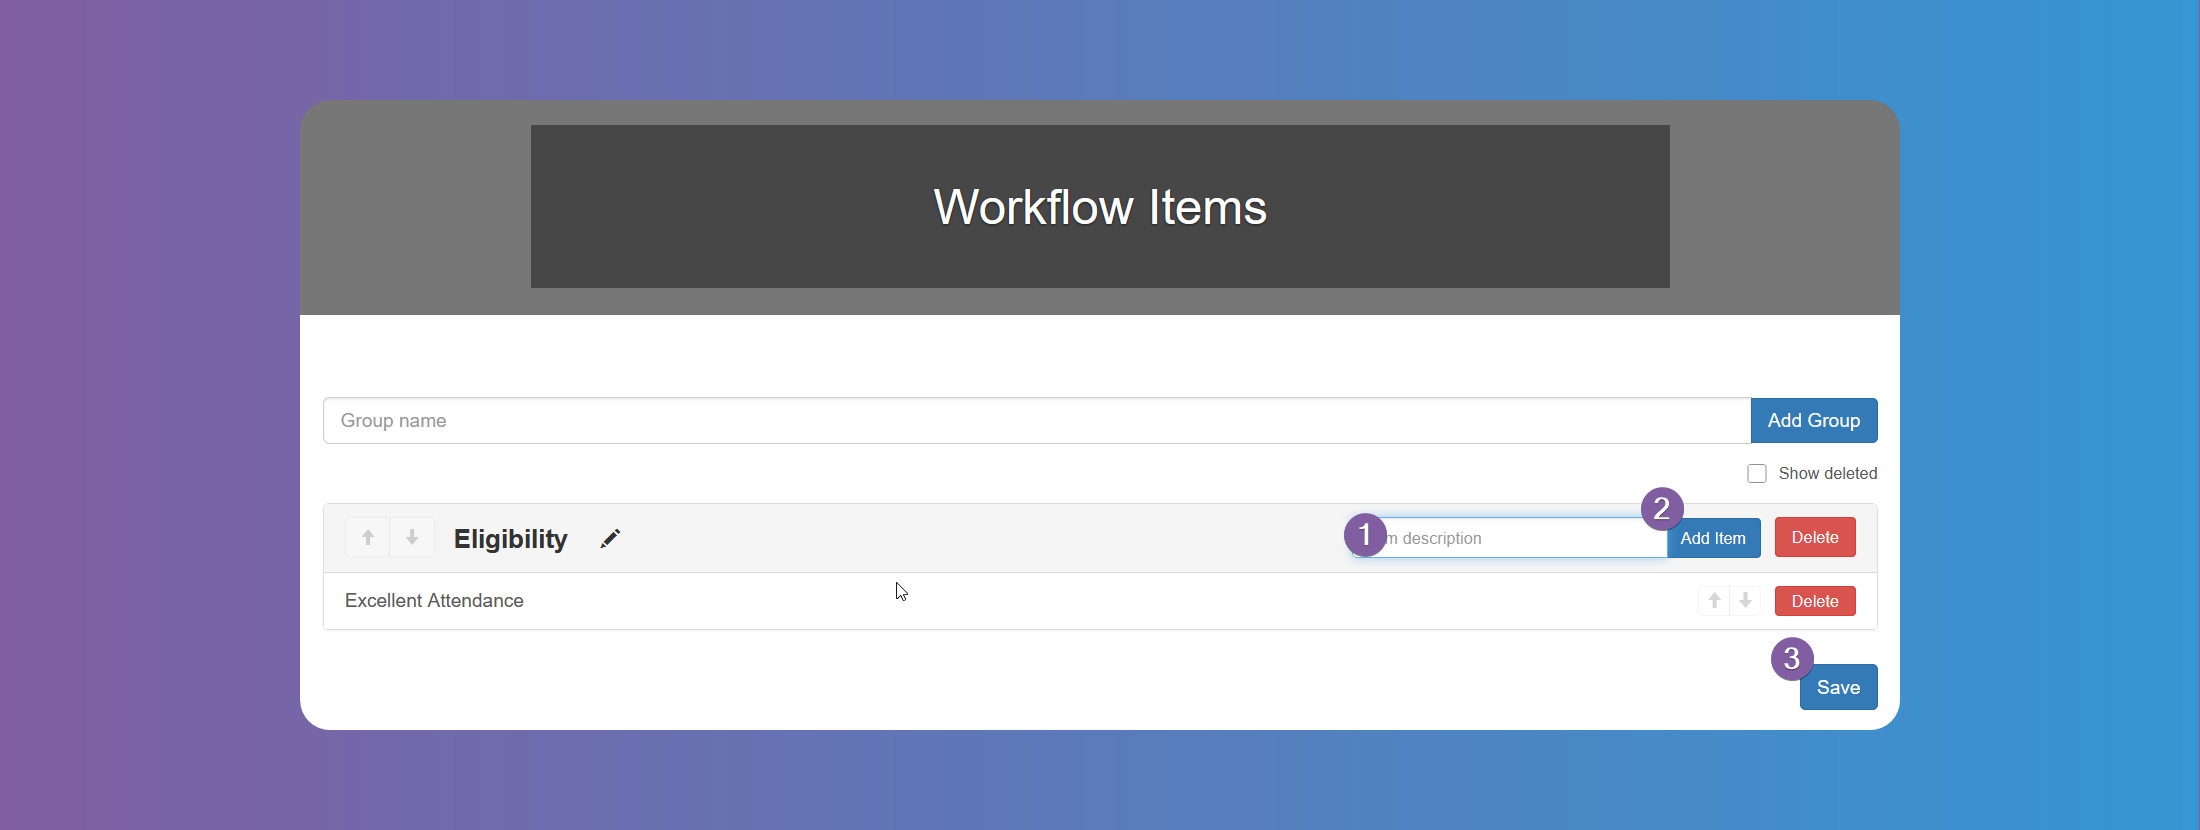 Workflow Items
Group name
Add Group
Show deleted
Eligibility
1
m description
2
Add Item
Delete
Excellent Attendance
Delete
3
Save